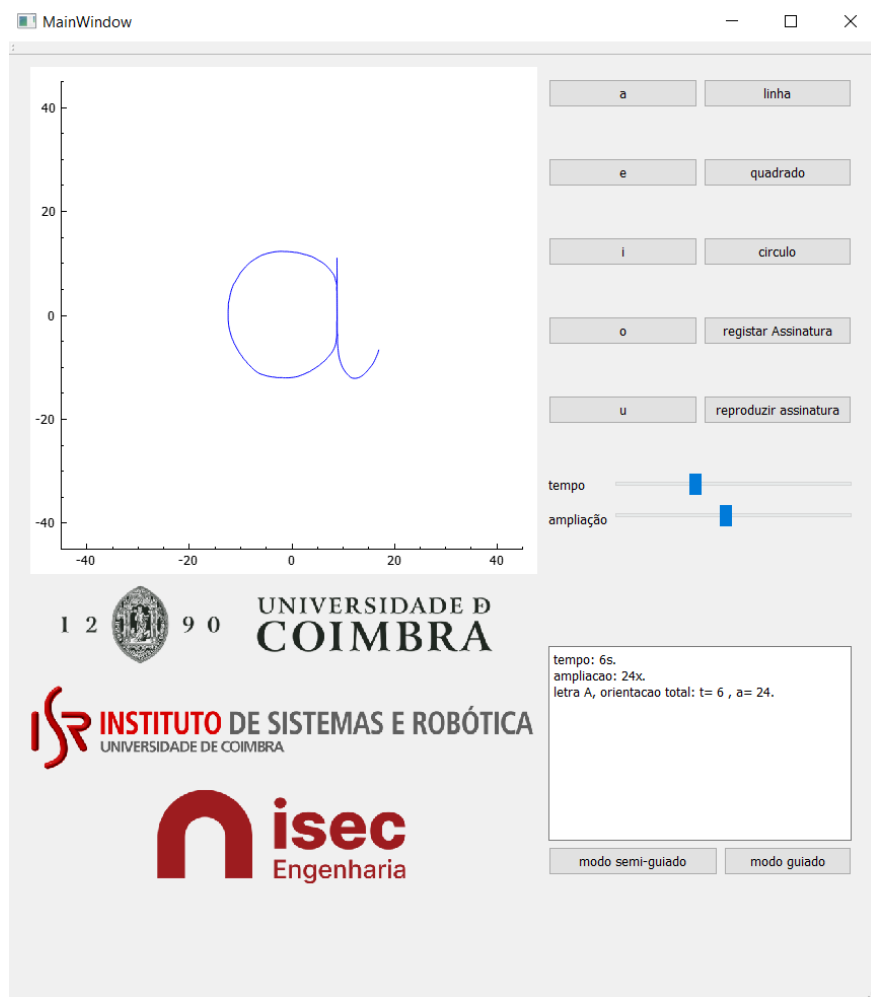 MainWindow
40
20
0
-20
-40
-40 -20 0 20 40
a linha
e quadrado
i circulo
o registar Assinatura
u reproduzir assinatura
tempo
ampliação
1 2 9 0
UNIVERSIDADE Ð
COIMBRA
ISR INSTITUTO DE SISTEMAS E ROBÓTICA
UNIVERSIDADE DE COIMBRA
isec
Engenharia
tempo: 6s.
ampliacao: 24x.
letra A, orientacao total: t= 6 , a= 24.
modo semi-guiado modo guiado